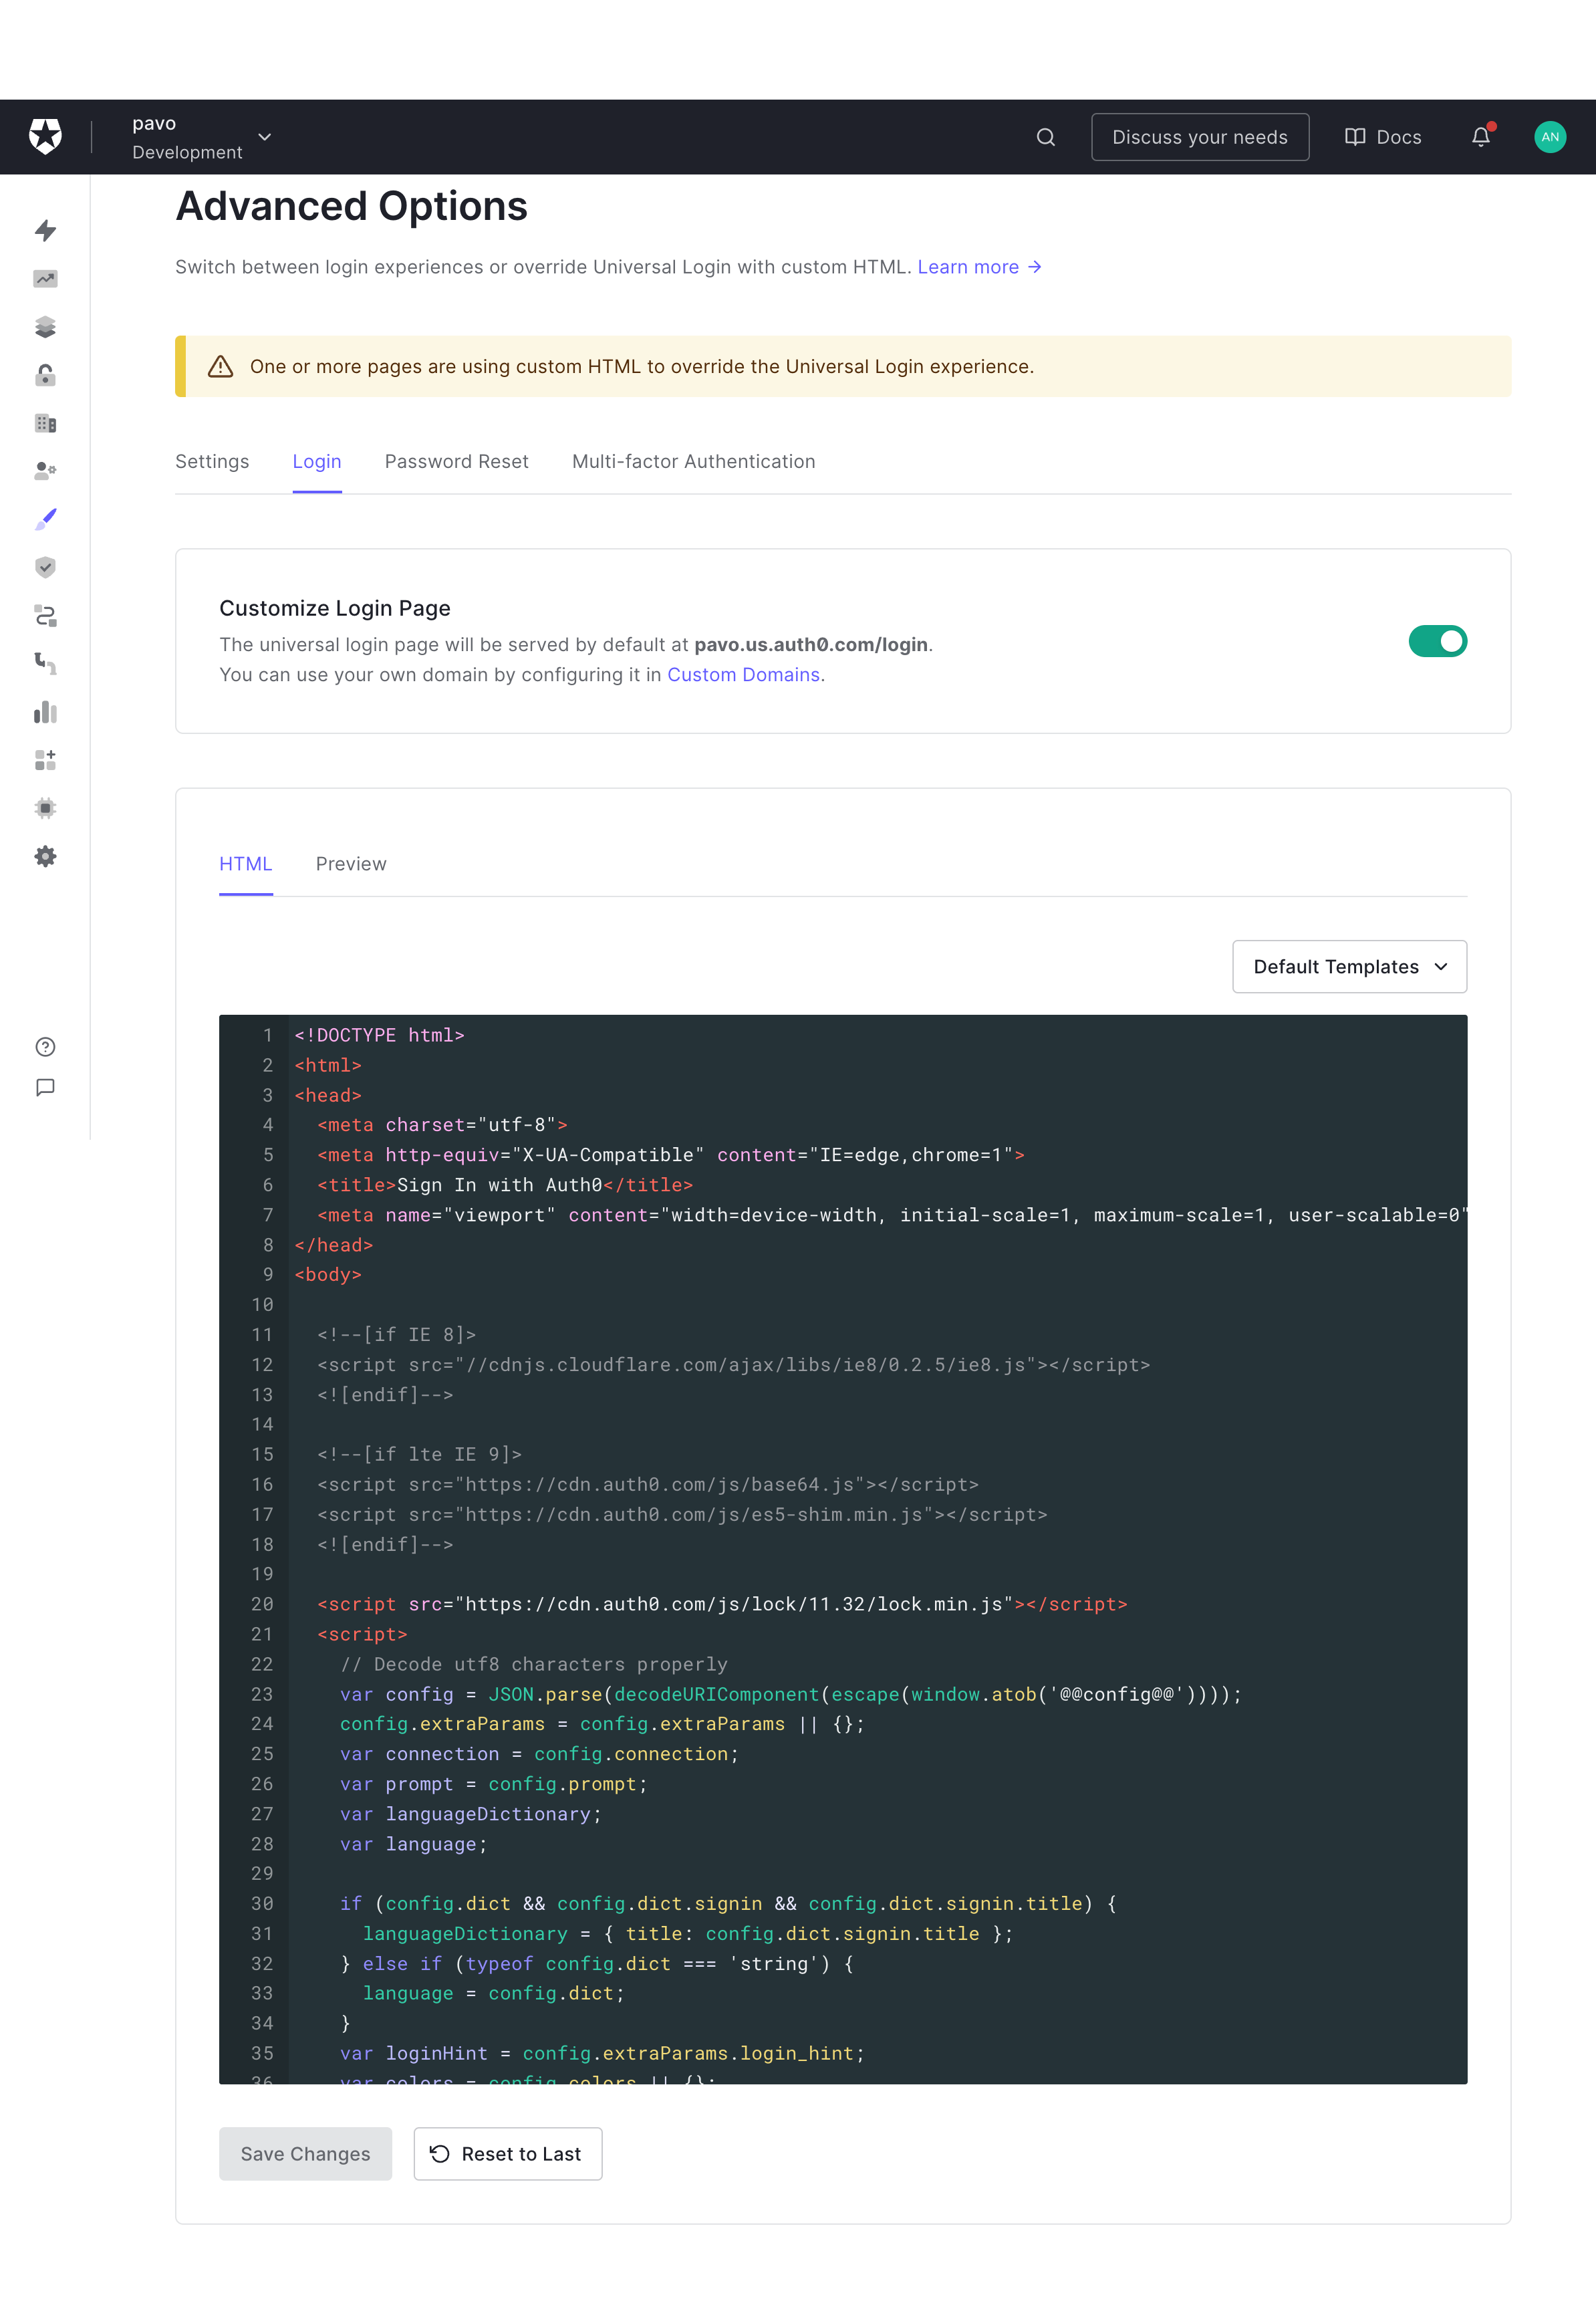 pavo
Development
Discuss your needs
Docs
AN
Advanced Options
Switch between login experiences or override Universal Login with custom HTML. Learn more →
One or more pages are using custom HTML to override the Universal Login experience.
Settings Login Password Reset Multi-factor Authentication
Customize Login Page
The universal login page will be served by default at pavo.us.auth0.com/login.
You can use your own domain by configuring it in Custom Domains.
HTML Preview
Default Templates
1 <!DOCTYPE html>
2 <html>
3 <head>
4   <meta charset="utf-8">
5   <meta http-equiv="X-UA-Compatible" content="IE=edge,chrome=1">
6   <title>Sign In with Auth0</title>
7   <meta name="viewport" content="width=device-width, initial-scale=1, maximum-scale=1, user-scalable=0"
8 </head>
9 <body>
10
11   <!--[if IE 8]>
12   <script src="//cdnjs.cloudflare.com/ajax/libs/ie8/0.2.5/ie8.js"></script>
13   <![endif]-->
14
15   <!--[if lte IE 9]>
16   <script src="https://cdn.auth0.com/js/base64.js"></script>
17   <script src="https://cdn.auth0.com/js/es5-shim.min.js"></script>
18   <![endif]-->
19
20   <script src="https://cdn.auth0.com/js/lock/11.32/lock.min.js"></script>
21   <script>
22     // Decode utf8 characters properly
23     var config = JSON.parse(decodeURIComponent(escape(window.atob('@@config@@'))));
24     config.extraParams = config.extraParams || {};
25     var connection = config.connection;
26     var prompt = config.prompt;
27     var languageDictionary;
28     var language;
29
30     if (config.dict && config.dict.signin && config.dict.signin.title) {
31       languageDictionary = { title: config.dict.signin.title };
32     } else if (typeof config.dict === 'string') {
33       language = config.dict;
34     }
35     var loginHint = config.extraParams.login_hint;
36     var colors = config.colors || {};
Save Changes Reset to Last